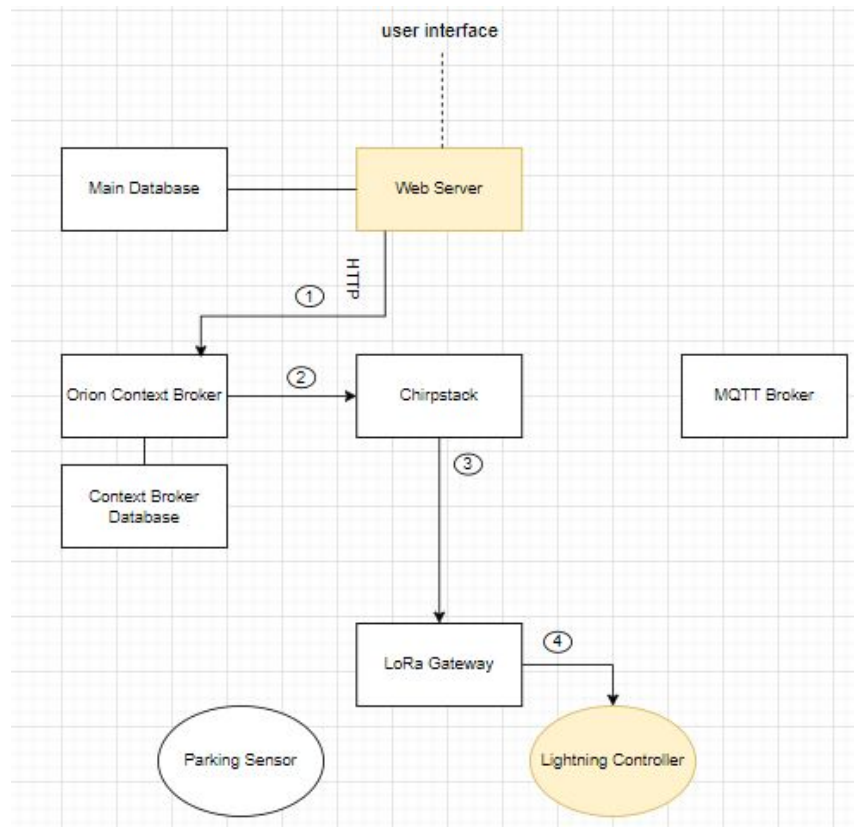 user interface
Main Database
Web Server
HTTP
1
Orion Context Broker
2
Chirpstack
MQTT Broker
3
Context Broker
Database
LoRa Gateway
4
Parking Sensor
Lightning Controller